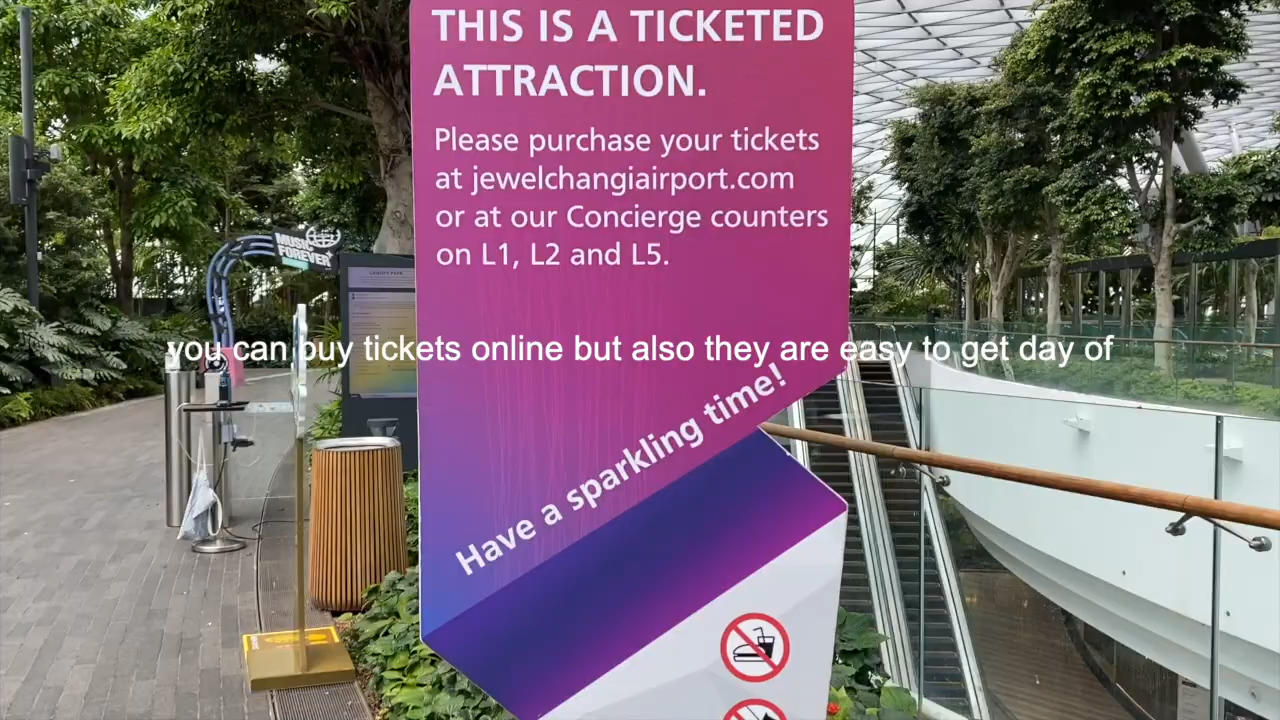 THIS IS A TICKETED
ATTRACTION.
Please purchase your tickets
at jewelchangiairport.com
or at our Concierge counters
on L1, L2 and L5.
MUSIC
FOREVER
you can buy tickets online but also they are easy to get day of
Have a sparkling time!